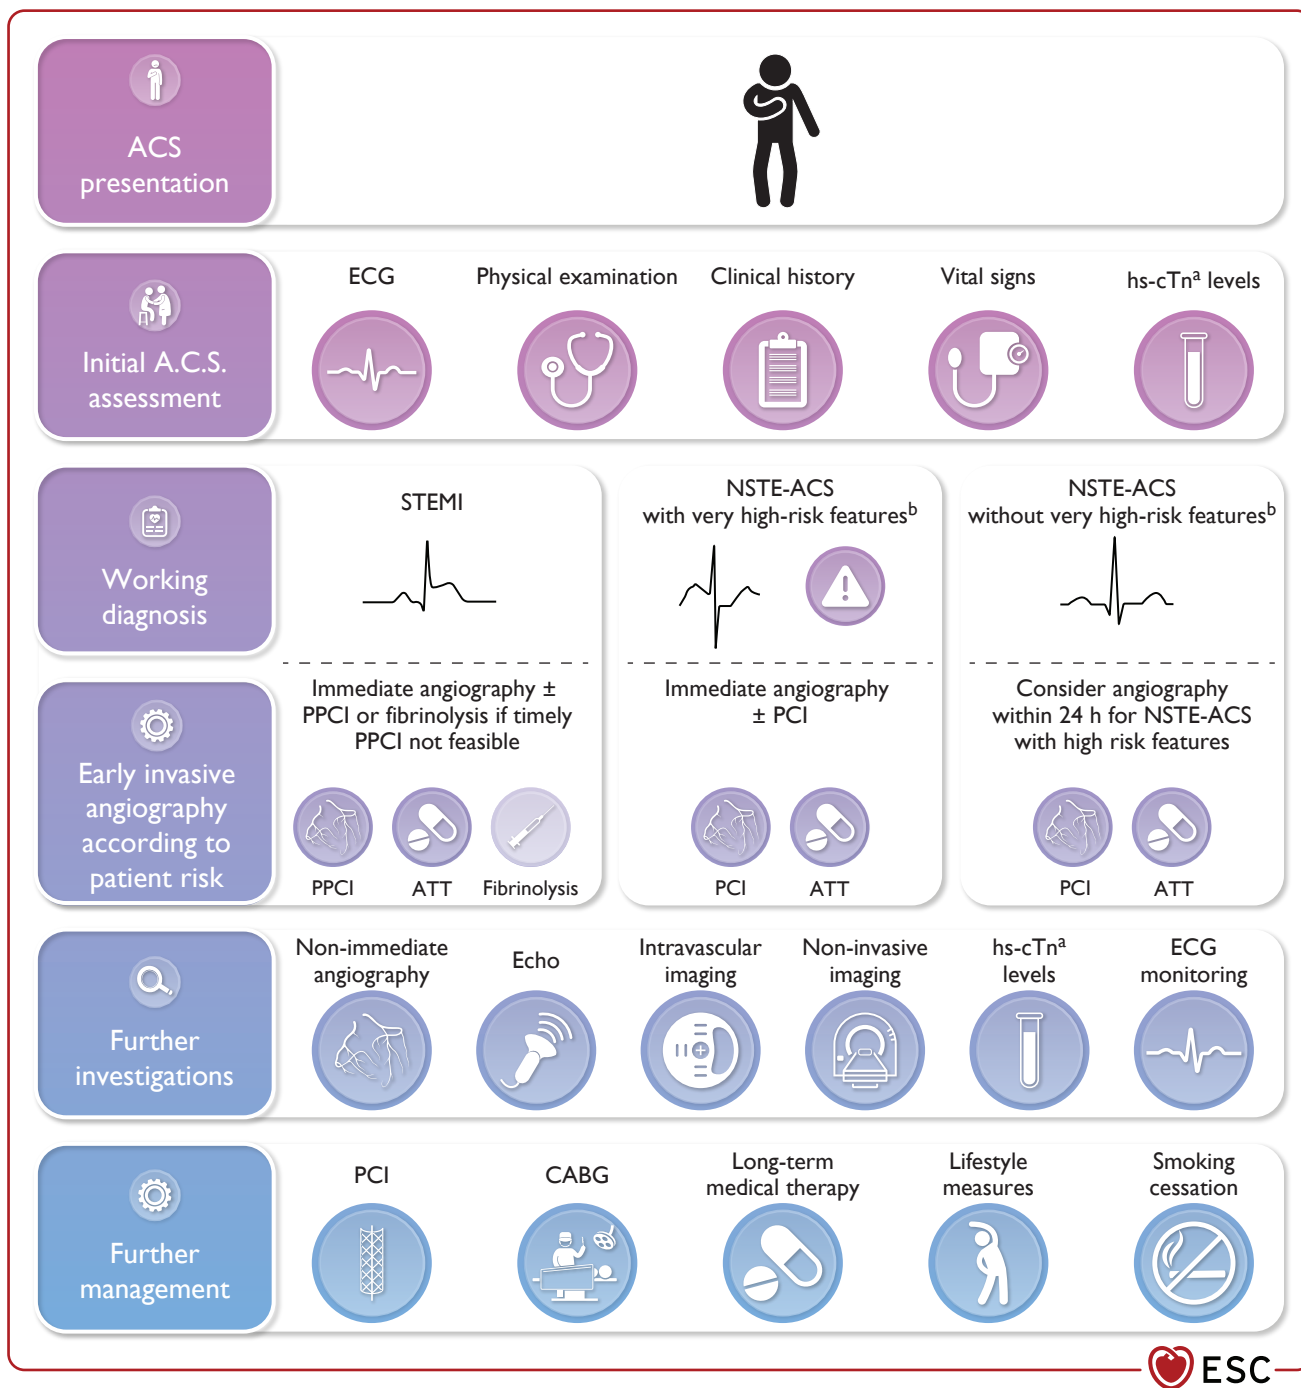 ACS
presentation
Initial A.C.S.
assessment
ECG
Physical examination
Clinical history
Vital signs
hs-cTnᵃ levels
Working
diagnosis
STEMI
NSTE-ACS
with very high-risk featuresᵇ
NSTE-ACS
without very high-risk featuresᵇ
Early invasive
angiography
according to
patient risk
Immediate angiography ±
PPCI or fibrinolysis if timely
PPCI not feasible
PPCI
ATT
Fibrinolysis
Immediate angiography
± PCI
PCI
ATT
Consider angiography
within 24 h for NSTE-ACS
with high risk features
PCI
ATT
Further
investigations
Non-immediate
angiography
Echo
Intravascular
imaging
Non-invasive
imaging
hs-cTnᵃ
levels
ECG
monitoring
Further
management
PCI
CABG
Long-term
medical therapy
Lifestyle
measures
Smoking
cessation
ESC